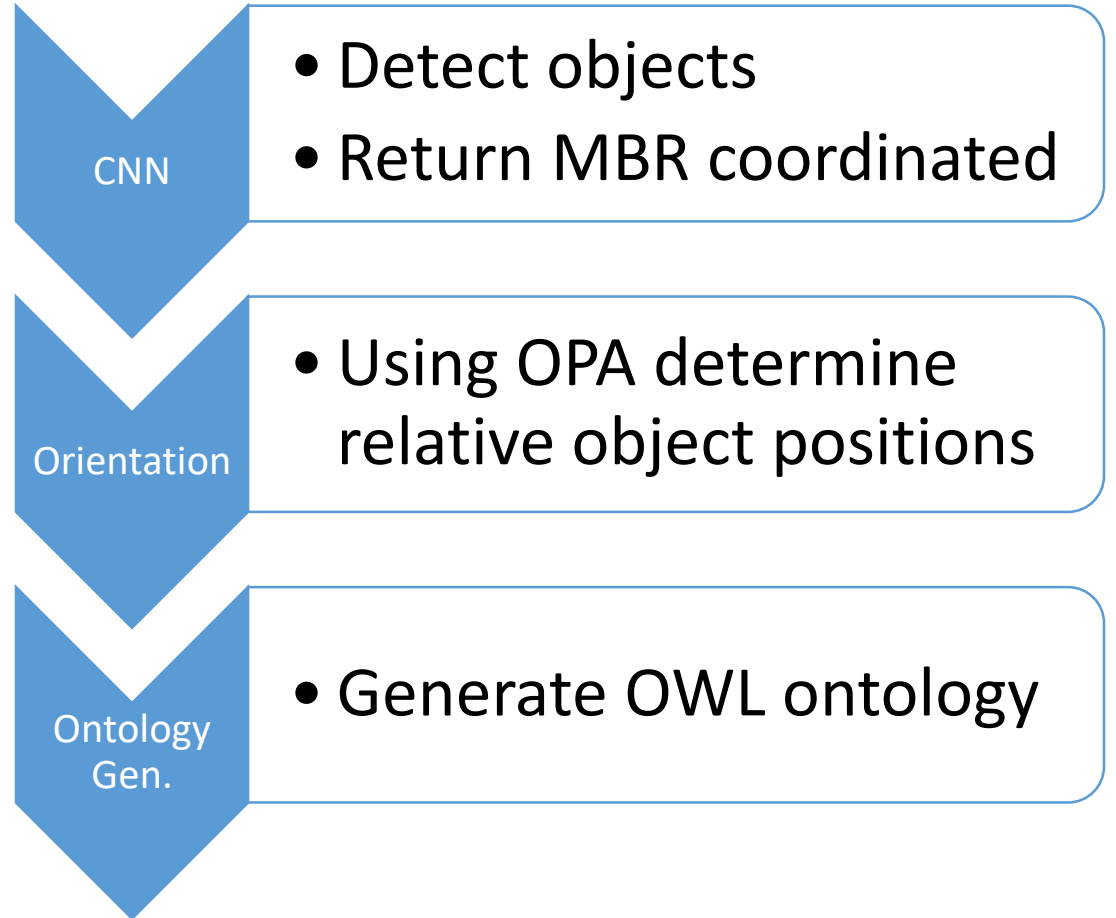 CNN
• Detect objects
• Return MBR coordinated
Orientation
• Using OPA determine
relative object positions
Ontology
Gen.
• Generate OWL ontology